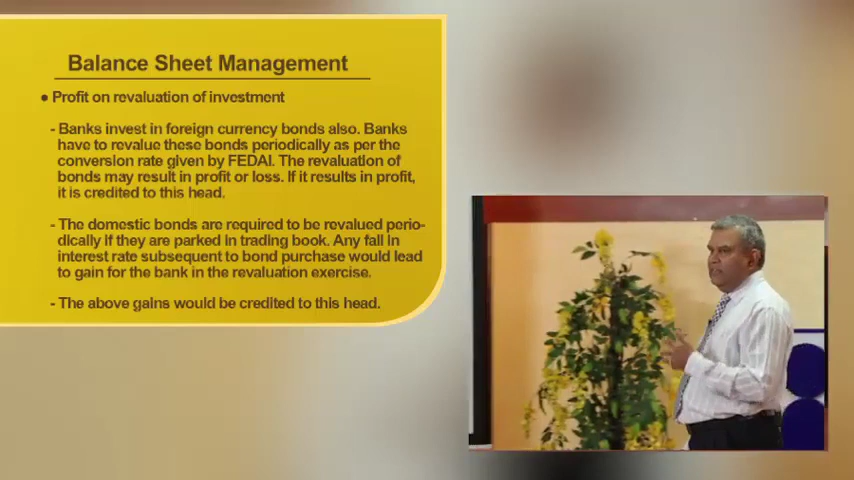 Balance Sheet Management
● Profit on revaluation of investment
- Banks invest in foreign currency bonds also. Banks
have to revalue these bonds periodically as per the
conversion rate given by FEDAI. The revaluation of
bonds may result in profit or loss. If it results in profit,
it is credited to this head.
- The domestic bonds are required to be revalued perio-
dically if they are parked in trading book. Any fall in
interest rate subsequent to bond purchase would lead
to gain for the bank in the revaluation exercise.
- The above gains would be credited to this head.